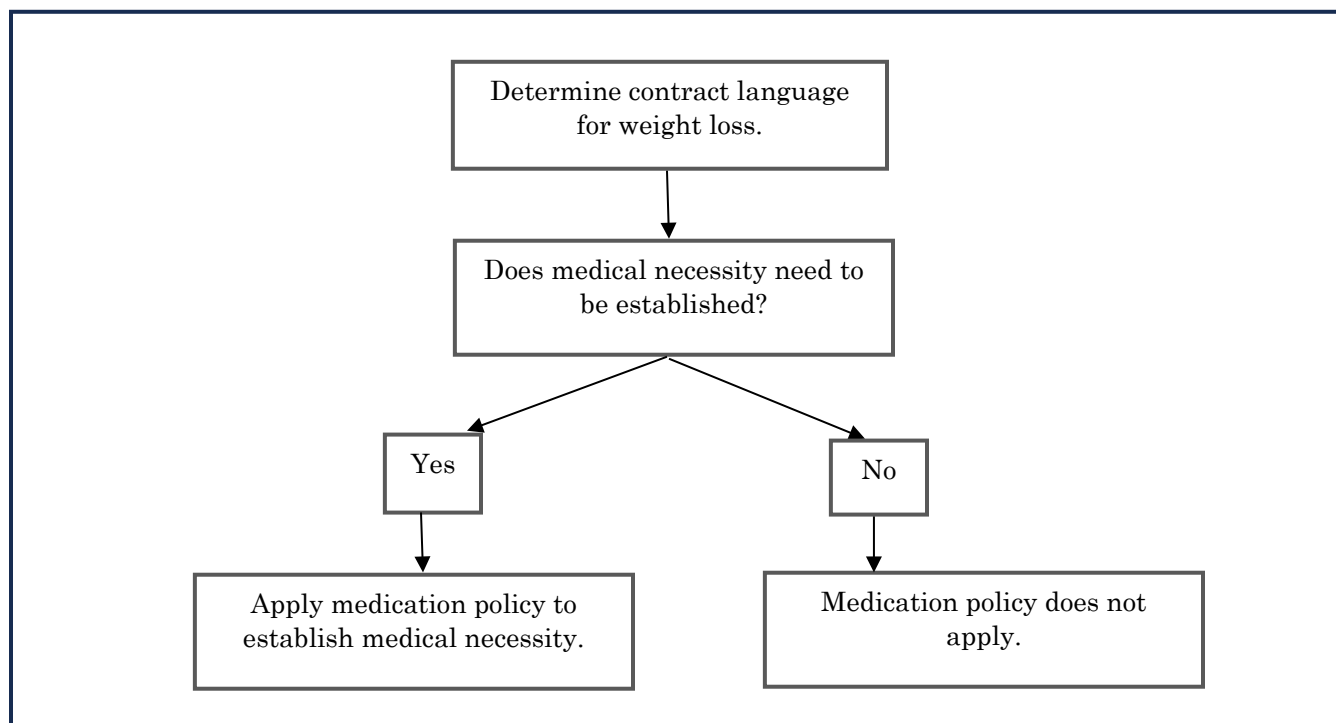 Determine contract language
for weight loss.
Does medical necessity need to
be established?
Yes
No
Apply medication policy to
establish medical necessity.
Medication policy does not
apply.